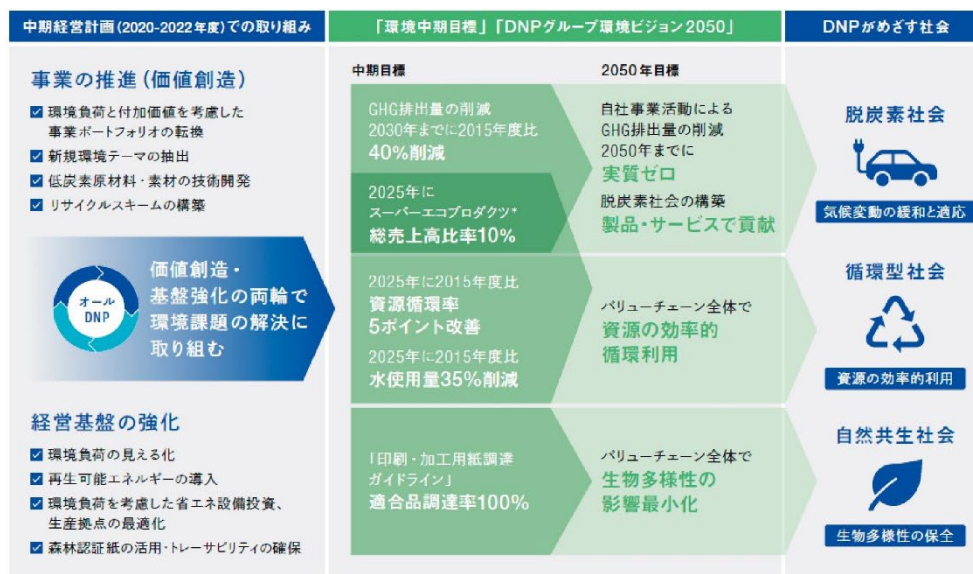 中期経営計画(2020-2022年度)での取り組み
事業の推進(価値創造)
環境負荷と付加価値を考慮した
事業ポートフォリオの転換
新規環境テーマの抽出
低炭素原材料・素材の技術開発
リサイクルスキームの構築
オール
DNP
価値創造・
基盤強化の両輪で
環境課題の解決に
取り組む
経営基盤の強化
環境負荷の見える化
再生可能エネルギーの導入
環境負荷を考慮した省エネ設備投資、
生産拠点の最適化
森林認証紙の活用・トレーサビリティの確保
「環境中期目標」「DNPグループ環境ビジョン2050」
中期目標
GHG排出量の削減
2030年までに2015年度比
40%削減
2025年に
スーパーエコプロダクツ*
総売上高比率10%
2025年に2015年度比
資源循環率
5ポイント改善
2025年に2015年度比
水使用量35%削減
「印刷・加工用紙調達
ガイドライン」
適合品調達率100%
2050年目標
自社事業活動による
GHG排出量の削減
2050年までに
実質ゼロ
脱炭素社会の構築
製品・サービスで貢献
バリューチェーン全体で
資源の効率的
循環利用
バリューチェーン全体で
生物多様性の
影響最小化
DNPがめざす社会
脱炭素社会
気候変動の緩和と適応
循環型社会
資源の効率的利用
自然共生社会
生物多様性の保全